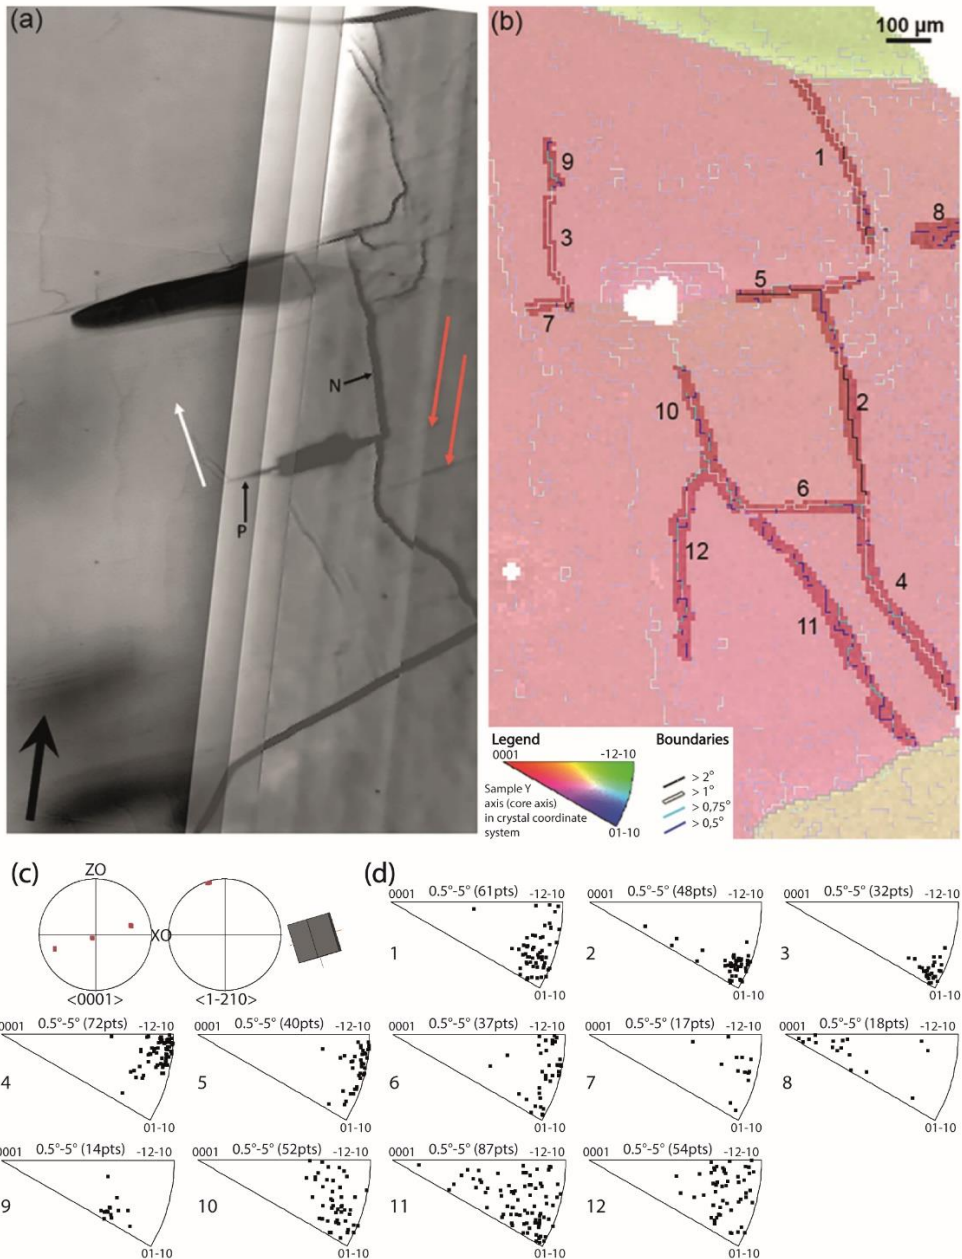 (a)
N
P
(b)
100 µm
1
9
8
3
5
7
2
10
6
12
4
11
Legend
0001
-12-10
Sample Y
axis (core axis)
in crystal coordinate
system
01-10
Boundaries
> 2°
> 1°
> 0,75°
> 0,5°
(c)
ZO
XO
<0001>
<1-210>
(d)
0001 0.5°-5° (61pts) -12-10
1
01-10
0001 0.5°-5° (48pts) -12-10
2
01-10
0001 0.5°-5° (32pts) -12-10
3
01-10
0001 0.5°-5° (72pts) -12-10
4
01-10
0001 0.5°-5° (40pts) -12-10
5
01-10
0001 0.5°-5° (37pts) -12-10
6
01-10
0001 0.5°-5° (17pts) -12-10
7
01-10
0001 0.5°-5° (18pts) -12-10
8
01-10
0001 0.5°-5° (14pts) -12-10
9
01-10
0001 0.5°-5° (52pts) -12-10
10
01-10
0001 0.5°-5° (87pts) -12-10
11
01-10
0001 0.5°-5° (54pts) -12-10
12
01-10